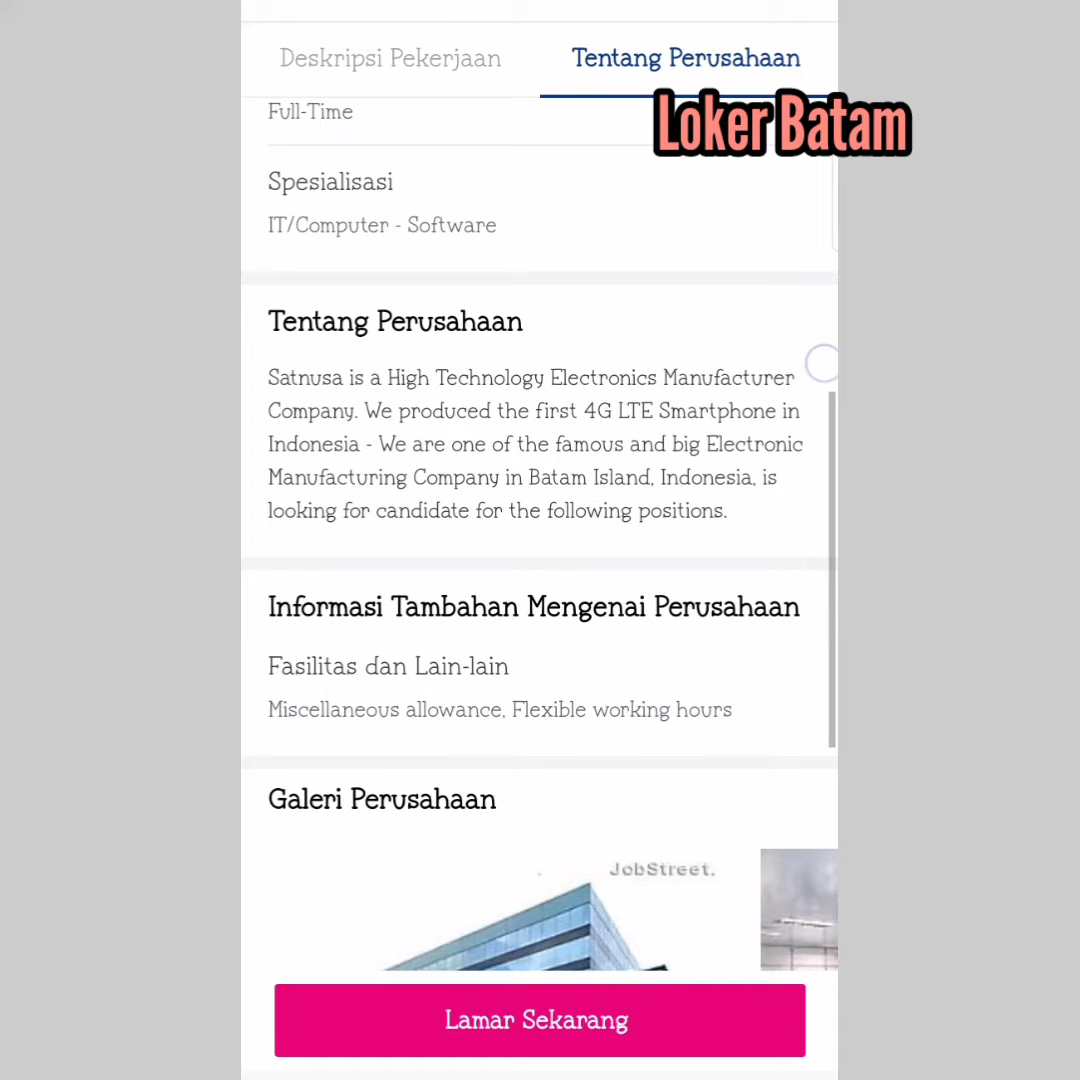 Deskripsi Pekerjaan
Tentang Perusahaan
Loker Batam
Full-Time
Spesialisasi
IT/Computer - Software
Tentang Perusahaan
Satnusa is a High Technology Electronics Manufacturer
Company. We produced the first 4G LTE Smartphone in
Indonesia - We are one of the famous and big Electronic
Manufacturing Company in Batam Island, Indonesia, is
looking for candidate for the following positions.
Informasi Tambahan Mengenai Perusahaan
Fasilitas dan Lain-lain
Miscellaneous allowance, Flexible working hours
Galeri Perusahaan
JobStreet.
Lamar Sekarang